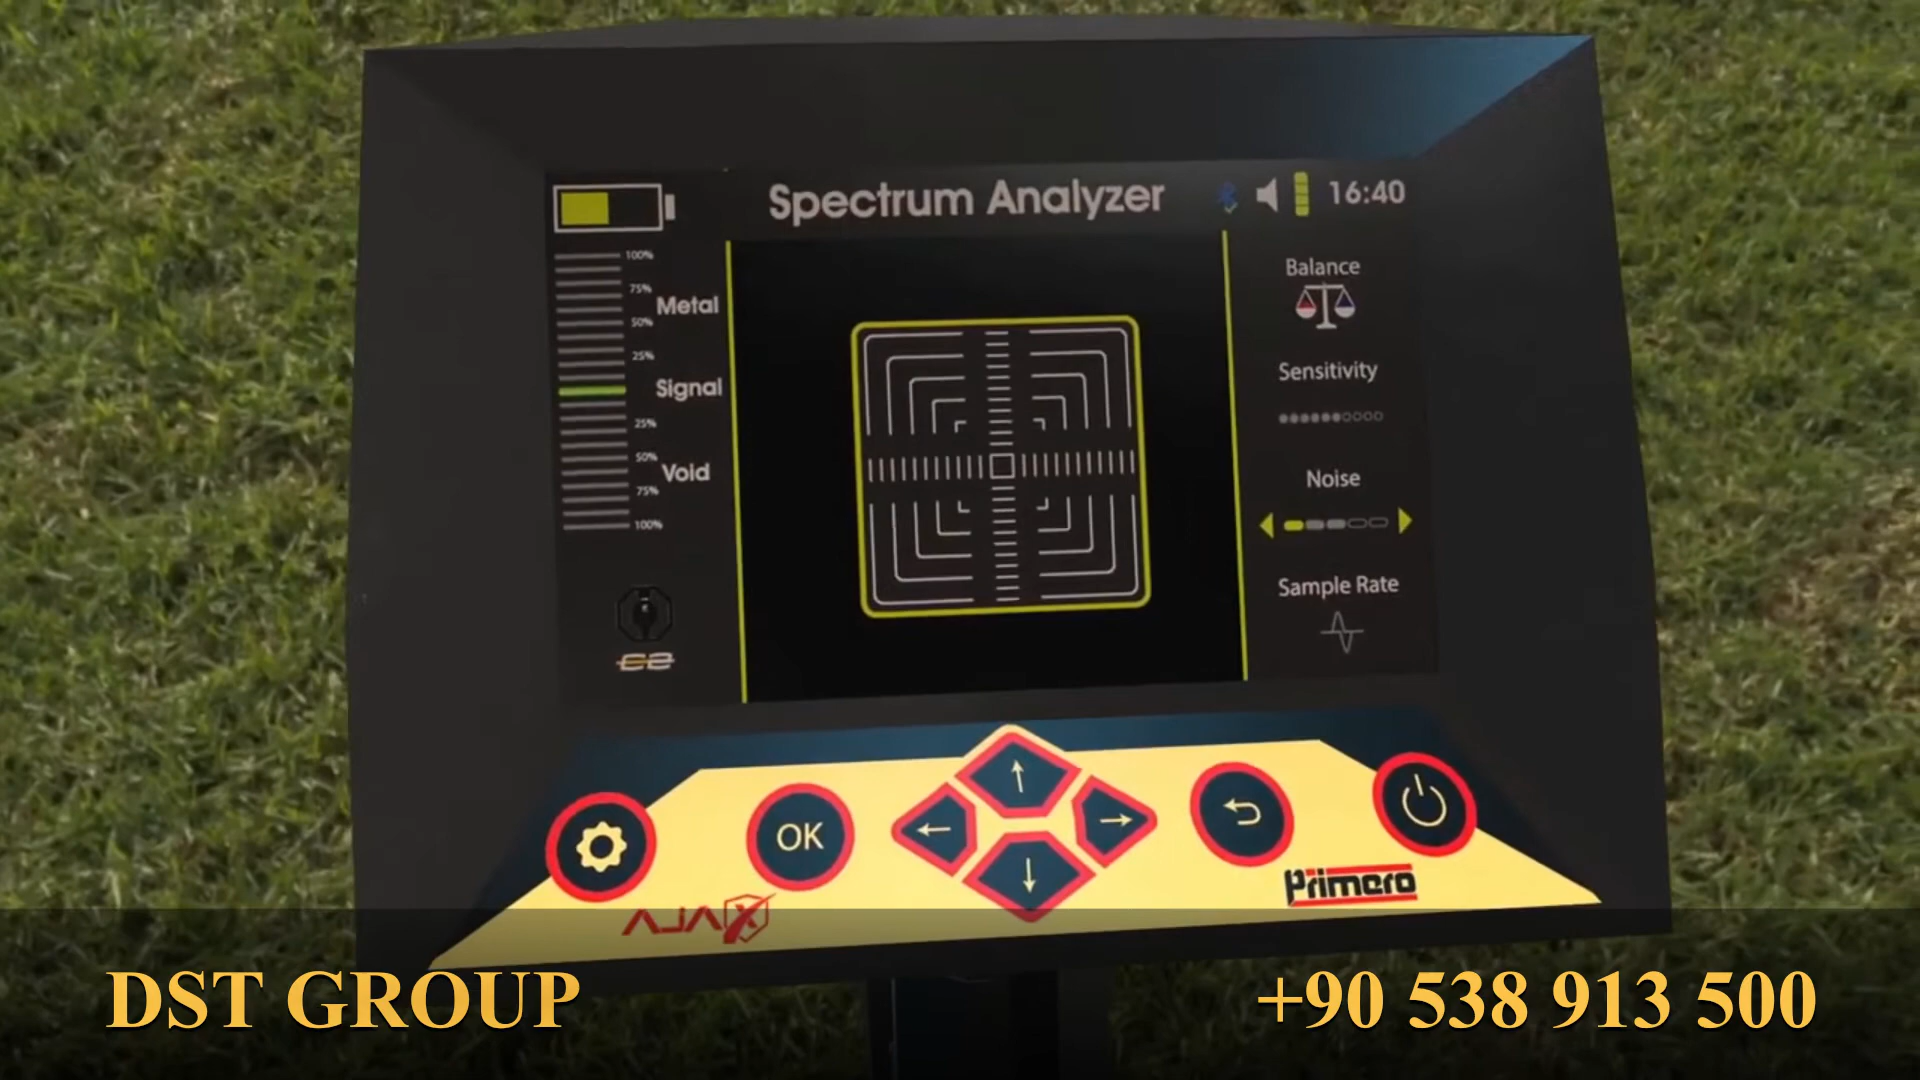 Spectrum Analyzer
16:40
100%
75%
Metal
50%
25%
Signal
25%
50%
Void
75%
100%
Balance
Sensitivity
Noise
Sample Rate
OK
AJAX
Primero
DST GROUP
+90 538 913 500